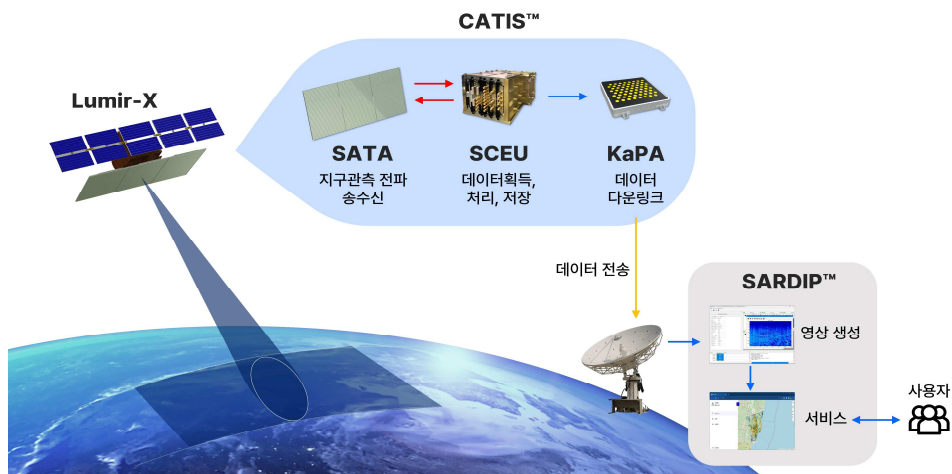 CATIS™
Lumir-X
SATA
지구관측 전파
송수신
SCEU
데이터획득,
처리, 저장
KaPA
데이터
다운링크
데이터 전송
SARDIP™
영상 생성
서비스
사용자